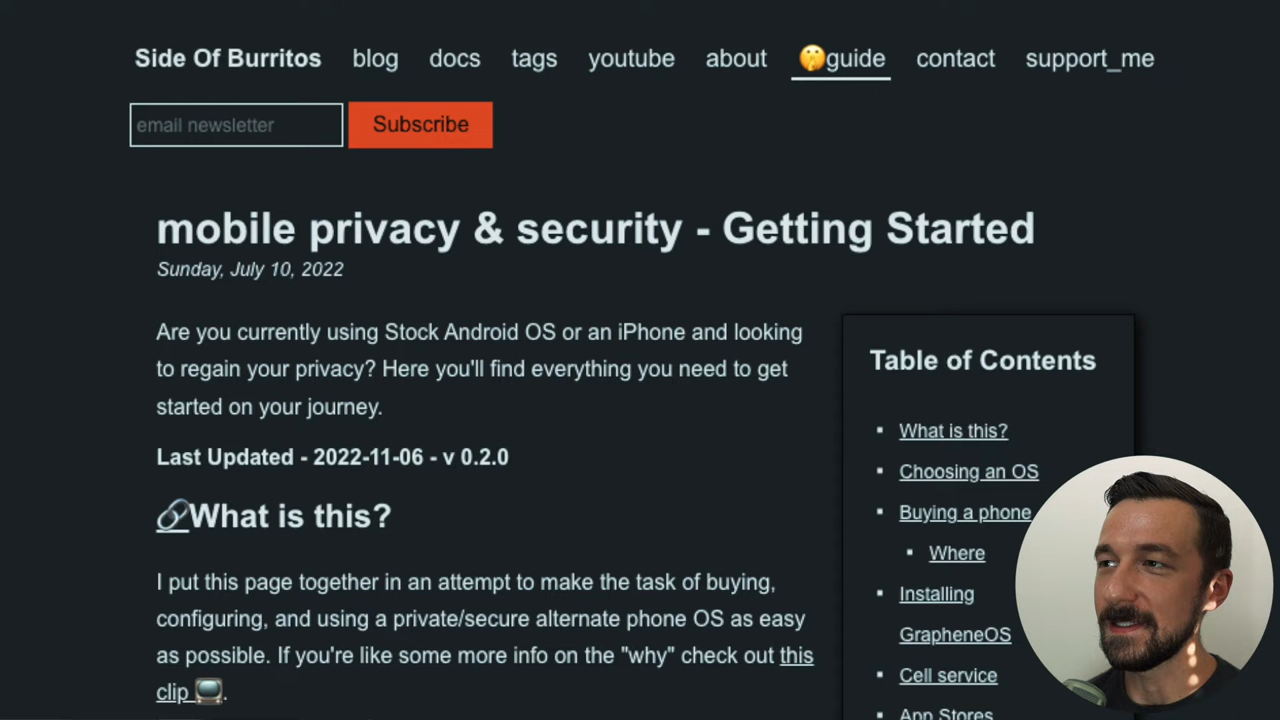 Side Of Burritos blog docs tags youtube about 🤫guide contact support_me
email newsletter Subscribe
mobile privacy & security - Getting Started
Sunday, July 10, 2022
Are you currently using Stock Android OS or an iPhone and looking
to regain your privacy? Here you'll find everything you need to get
started on your journey.
Last Updated - 2022-11-06 - v 0.2.0
🔗What is this?
I put this page together in an attempt to make the task of buying,
configuring, and using a private/secure alternate phone OS as easy
as possible. If you're like some more info on the "why" check out this
clip 📺.
Table of Contents
▪ What is this?
▪ Choosing an OS
▪ Buying a phone
▪ Where
▪ Installing
GrapheneOS
▪ Cell service
▪ App Stores